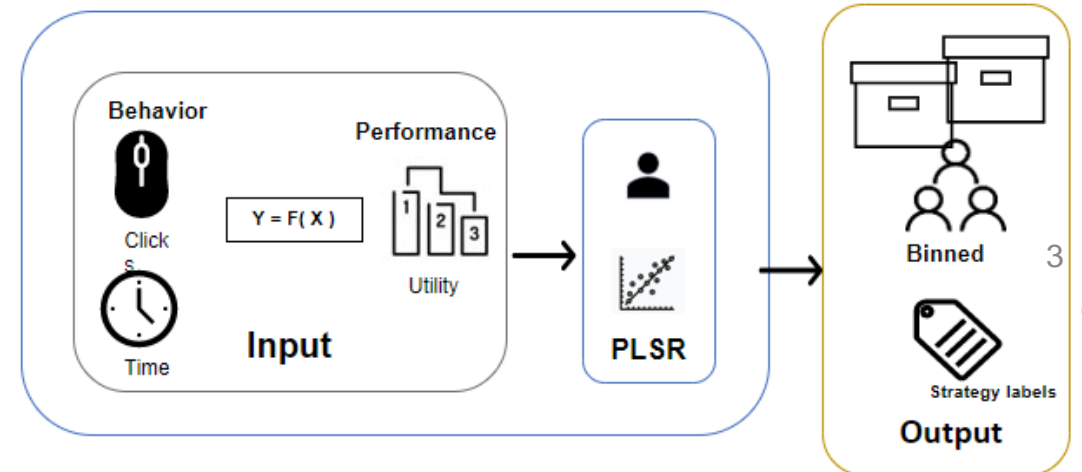 Behavior
Click
s
Time
Y = F( X )
Input
Performance
1
2
3
Utility
PLSR
Binned
3
Strategy labels
Output